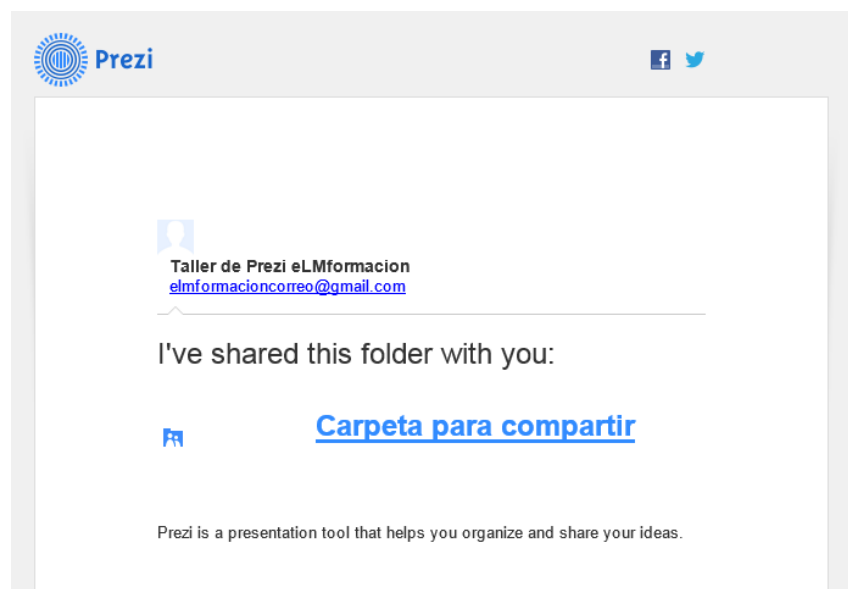 Prezi
Taller de Prezi eLMformacion
elmformacioncorreo@gmail.com
I've shared this folder with you:
Carpeta para compartir
Prezi is a presentation tool that helps you organize and share your ideas.